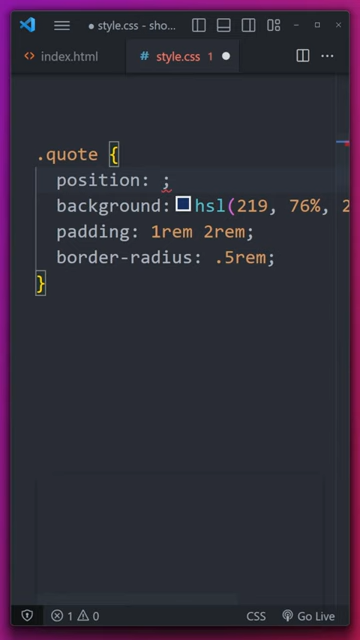 ● style.css - sho...
index.html
# style.css 1 ●
.quote {
position: ;
background: hsl(219, 76%, 2
padding: 1rem 2rem;
border-radius: .5rem;
}
1 0
CSS
Go Live